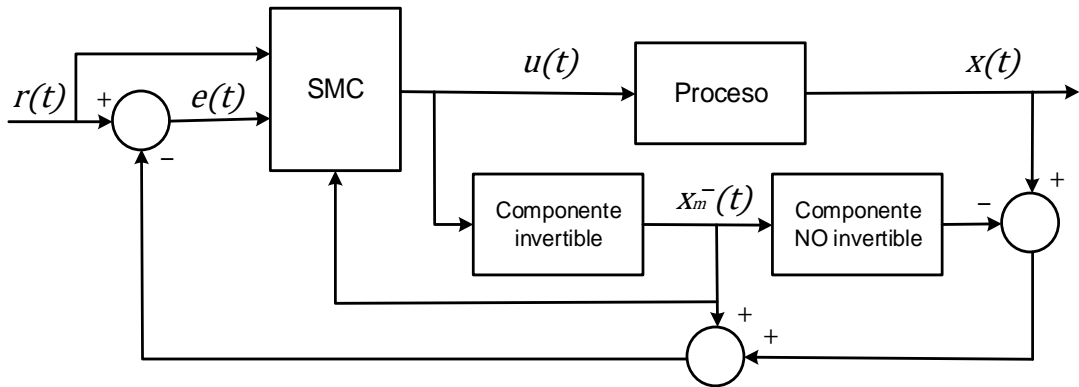 r(t)
+
−
e(t)
SMC
u(t)
Proceso
x(t)
Componente
invertible
xₘ⁻(t)
Componente
NO invertible
−
+
+
+